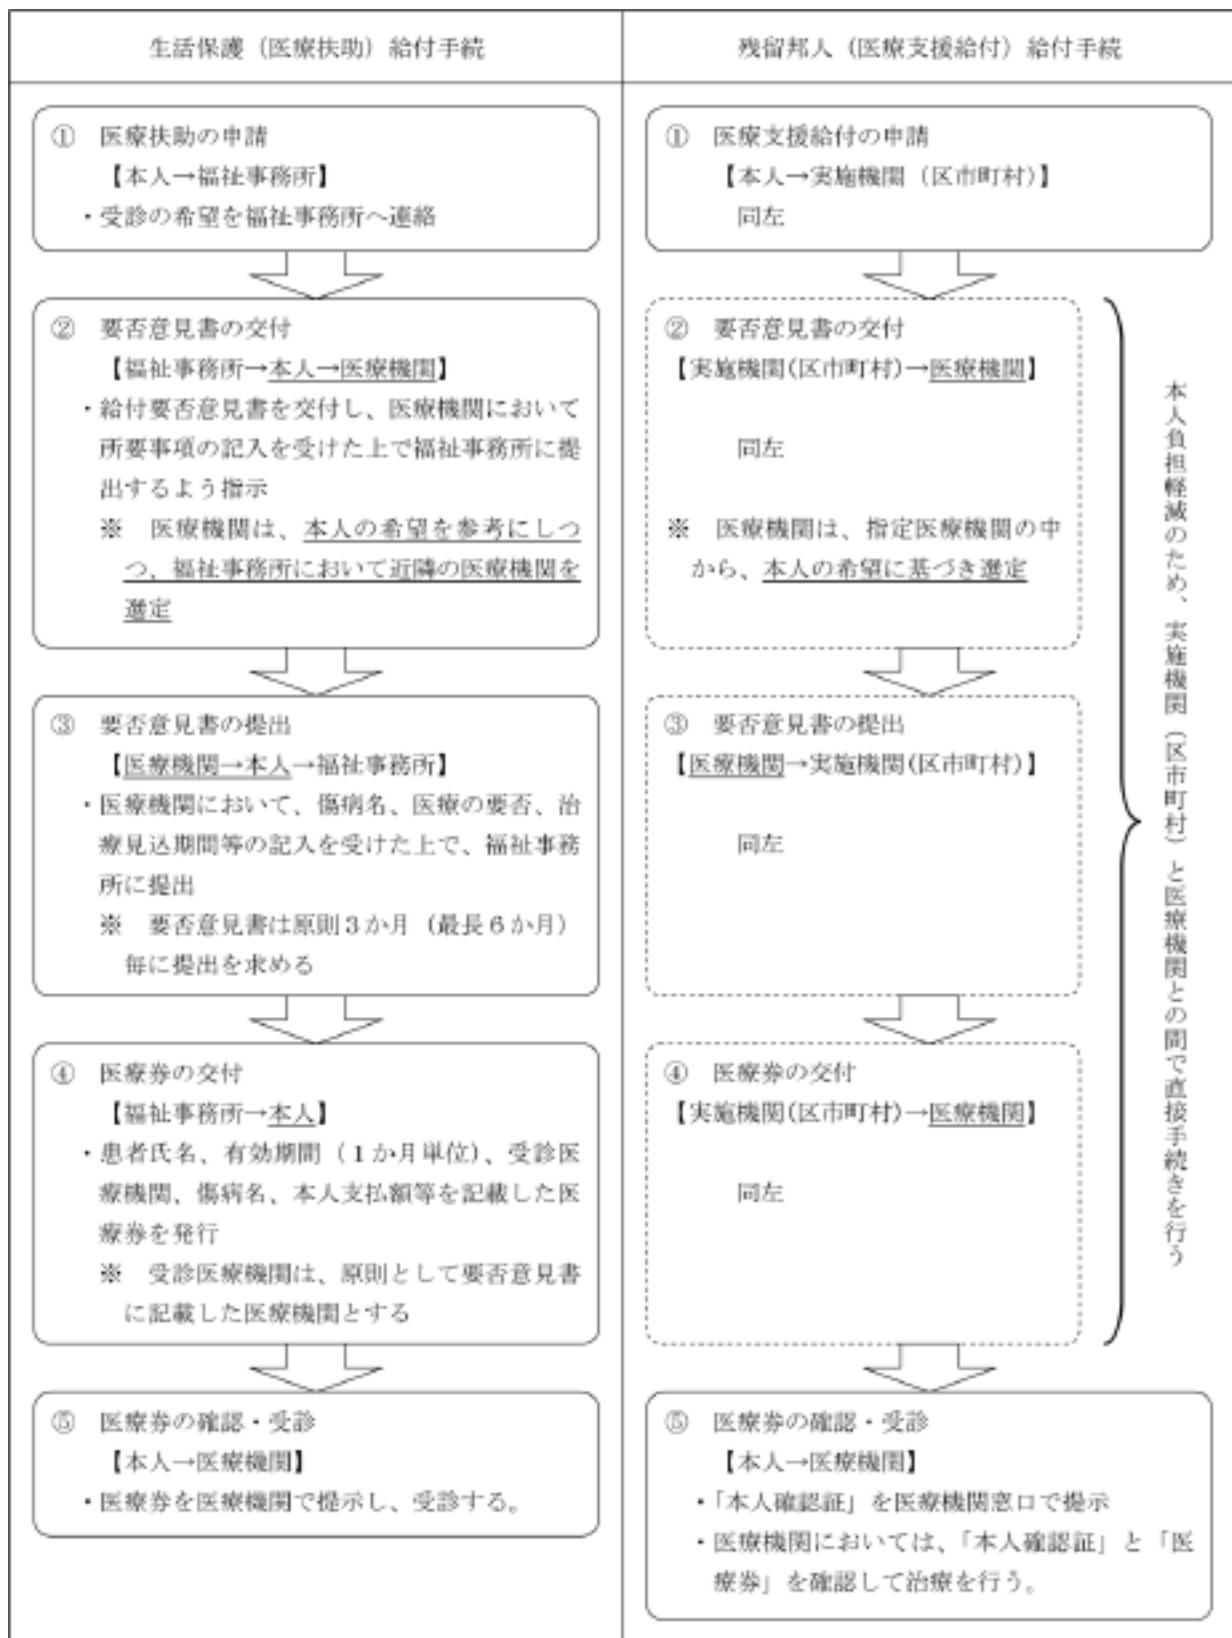 生活保護（医療扶助）給付手続
① 医療扶助の申請
【本人→福祉事務所】
・受診の希望を福祉事務所へ連絡
② 要否意見書の交付
【福祉事務所→本人→医療機関】
・給付要否意見書を交付し、医療機関において
所要事項の記入を受けた上で福祉事務所に提
出するよう指示
※ 医療機関は、本人の希望を参考にしつ
つ、福祉事務所において近隣の医療機関を
選定
③ 要否意見書の提出
【医療機関→本人→福祉事務所】
・医療機関において、傷病名、医療の要否、治
療見込期間等の記入を受けた上で、福祉事務
所に提出
※ 要否意見書は原則３か月（最長６か月）
毎に提出を求める
④ 医療券の交付
【福祉事務所→本人】
・患者氏名、有効期間（１か月単位）、受診医
療機関、傷病名、本人支払額等を記載した医
療券を発行
※ 受診医療機関は、原則として要否意見書
に記載した医療機関とする
⑤ 医療券の確認・受診
【本人→医療機関】
・医療券を医療機関で提示し、受診する。
残留邦人（医療支援給付）給付手続
① 医療支援給付の申請
【本人→実施機関（区市町村）】
同左
② 要否意見書の交付
【実施機関(区市町村)→医療機関】
同左
※ 医療機関は、指定医療機関の中
から、本人の希望に基づき選定
③ 要否意見書の提出
【医療機関→実施機関(区市町村)】
同左
④ 医療券の交付
【実施機関(区市町村)→医療機関】
同左
⑤ 医療券の確認・受診
【本人→医療機関】
・「本人確認証」を医療機関窓口で提示
・医療機関においては、「本人確認証」と「医
療券」を確認して治療を行う。
本人負担軽減のため、実施機関（区市町村）と医療機関との間で直接手続きを行う